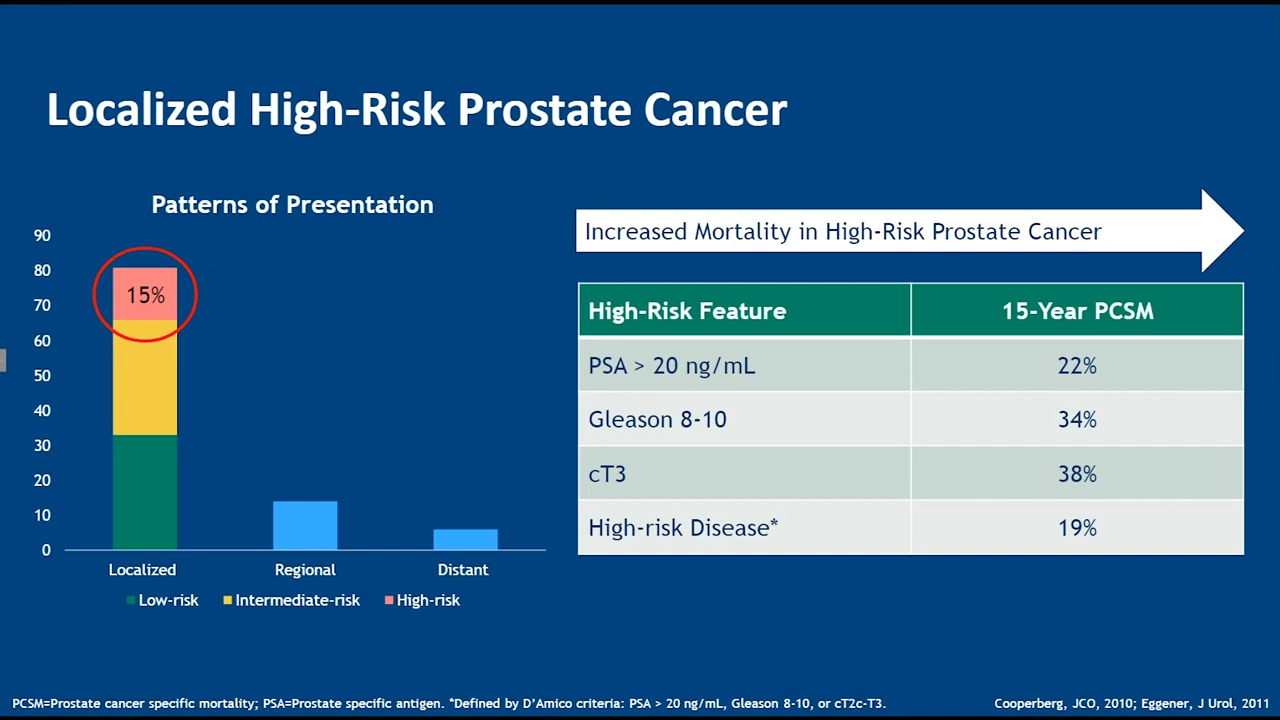 Localized High-Risk Prostate Cancer
Patterns of Presentation
90
80
70
60
50
40
30
20
10
0
15%
Localized
Regional
Distant
Low-risk
Intermediate-risk
High-risk
Increased Mortality in High-Risk Prostate Cancer
High-Risk Feature 15-Year PCSM
PSA > 20 ng/mL 22%
Gleason 8-10 34%
cT3 38%
High-risk Disease* 19%
PCSM=Prostate cancer specific mortality; PSA=Prostate specific antigen. *Defined by D’Amico criteria: PSA > 20 ng/mL, Gleason 8-10, or cT2c-T3.
Cooperberg, JCO, 2010; Eggener, J Urol, 2011